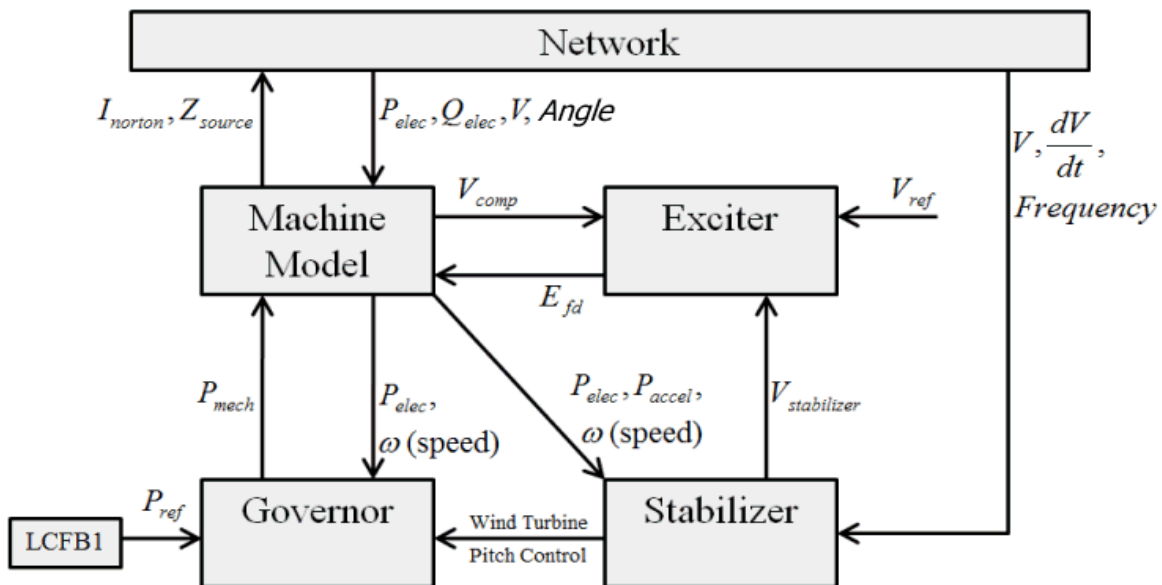 Network
I_norton, Z_source
P_elec, Q_elec, V, Angle
V, dV/dt,
Frequency
Machine
Model
V_comp
Exciter
V_ref
E_fd
P_mech
P_elec,
ω (speed)
P_elec, P_accel,
ω (speed)
V_stabilizer
LCFB1
P_ref
Governor
Wind Turbine
Pitch Control
Stabilizer